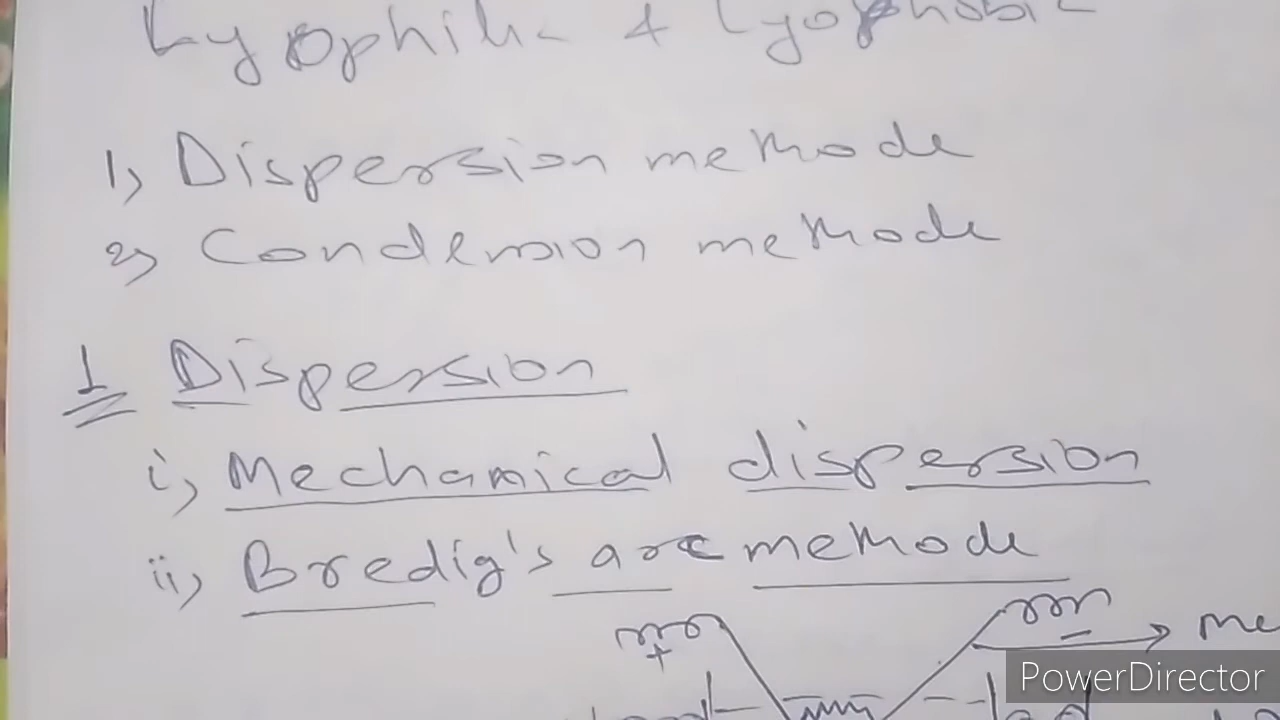 Lyophilic + Lyophobic
1) Dispersion methode
2) Condension methode
1 Dispersion
i) Mechanical dispersion
ii) Bredig's arc methode
+
-
PowerDirector